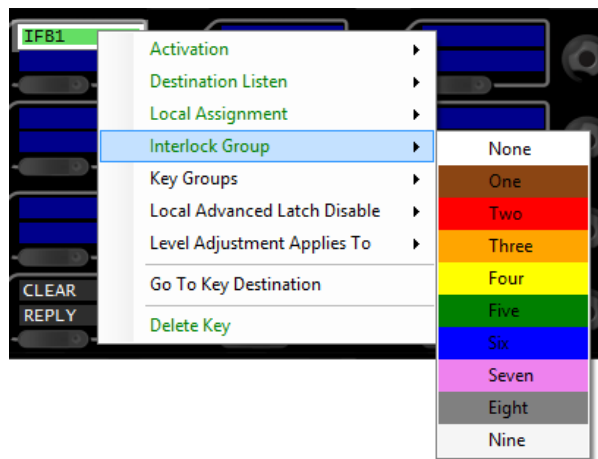 IFB1
Activation
Destination Listen
Local Assignment
Interlock Group
Key Groups
Local Advanced Latch Disable
Level Adjustment Applies To
Go To Key Destination
Delete Key
CLEAR
REPLY
None
One
Two
Three
Four
Five
Six
Seven
Eight
Nine